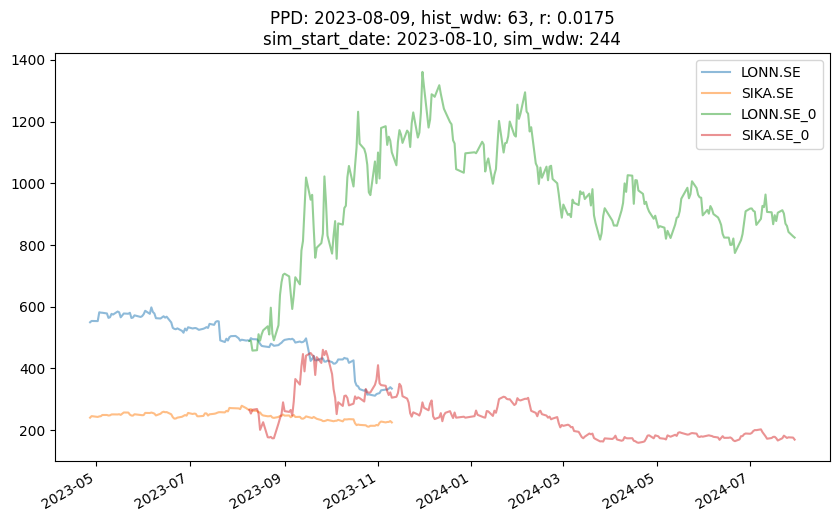 PPD: 2023-08-09, hist_wdw: 63, r: 0.0175
sim_start_date: 2023-08-10, sim_wdw: 244
1400
1200
1000
800
600
400
200
LONN.SE
SIKA.SE
LONN.SE_0
SIKA.SE_0
2023-05
2023-07
2023-09
2023-11
2024-01
2024-03
2024-05
2024-07